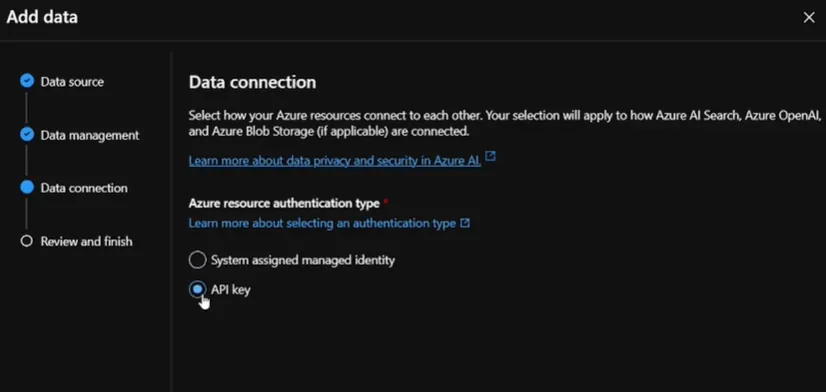 Add data
Data source
Data management
Data connection
Review and finish
Data connection
Select how your Azure resources connect to each other. Your selection will apply to how Azure AI Search, Azure OpenAI,
and Azure Blob Storage (if applicable) are connected.
Learn more about data privacy and security in Azure AI.
Azure resource authentication type *
Learn more about selecting an authentication type
System assigned managed identity
API key